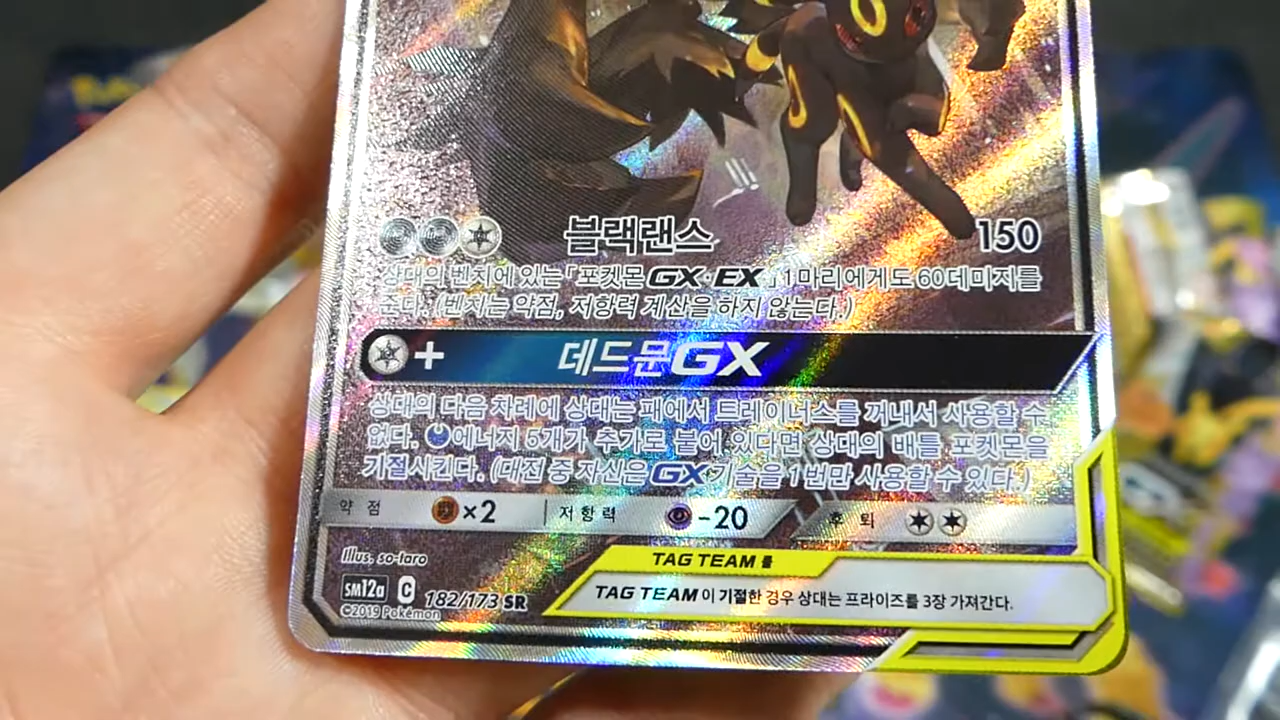 블랙랜스 150
상대의 벤치에 있는 「포켓몬 GX·EX」 1마리에게도 60데미지를
준다. (벤치는 약점, 저항력 계산을 하지 않는다.)
+ 데드문GX
상대의 다음 차례에 상대는 패에서 트레이너스를 꺼내서 사용할 수
없다. 에너지 5개가 추가로 붙어 있다면 상대의 배틀 포켓몬을
기절시킨다. (대전 중 자신은 GX기술을 1번만 사용할 수 있다.)
약점 ×2 저항력 -20 후퇴
Illus. so-taro
TAG TEAM 룰
SM12a C 182/173 SR
TAG TEAM이 기절한 경우 상대는 프라이즈를 3장 가져간다.
©2019 Pokémon